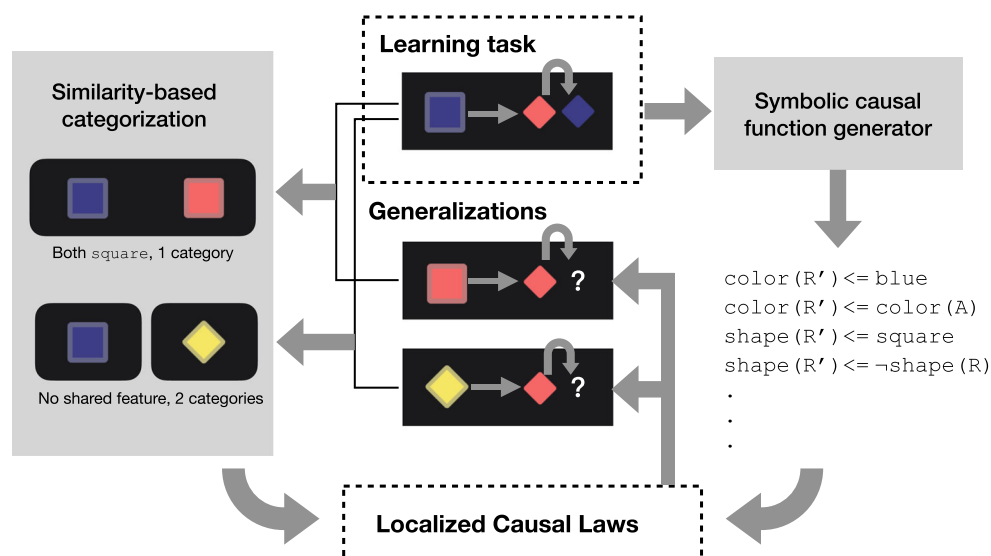 Learning task
Similarity-based
categorization
Symbolic causal
function generator
Both square, 1 category
Generalizations
?
?
No shared feature, 2 categories
color(R′)<= blue
color(R′)<= color(A)
shape(R′)<= square
shape(R′)<= ¬shape(R)
.
.
.
Localized Causal Laws